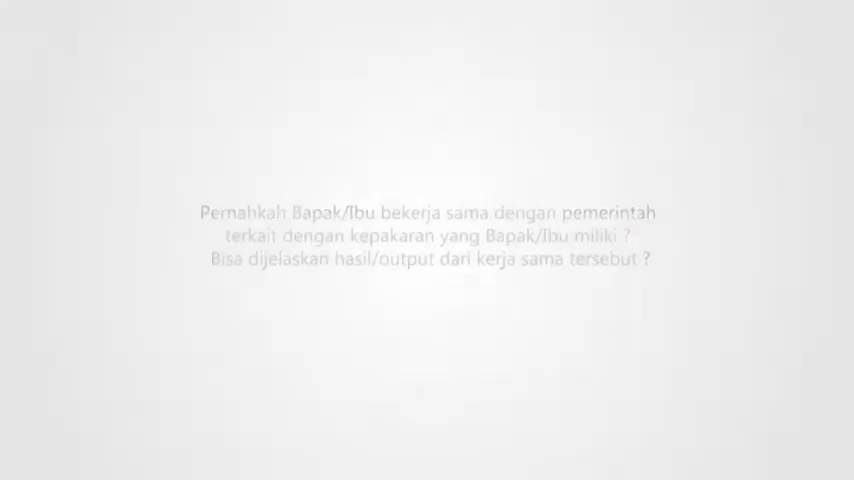 Pernahkah Bapak/Ibu bekerja sama dengan pemerintah
terkait dengan kepakaran yang Bapak/Ibu miliki ?
Bisa dijelaskan hasil/output dari kerja sama tersebut ?